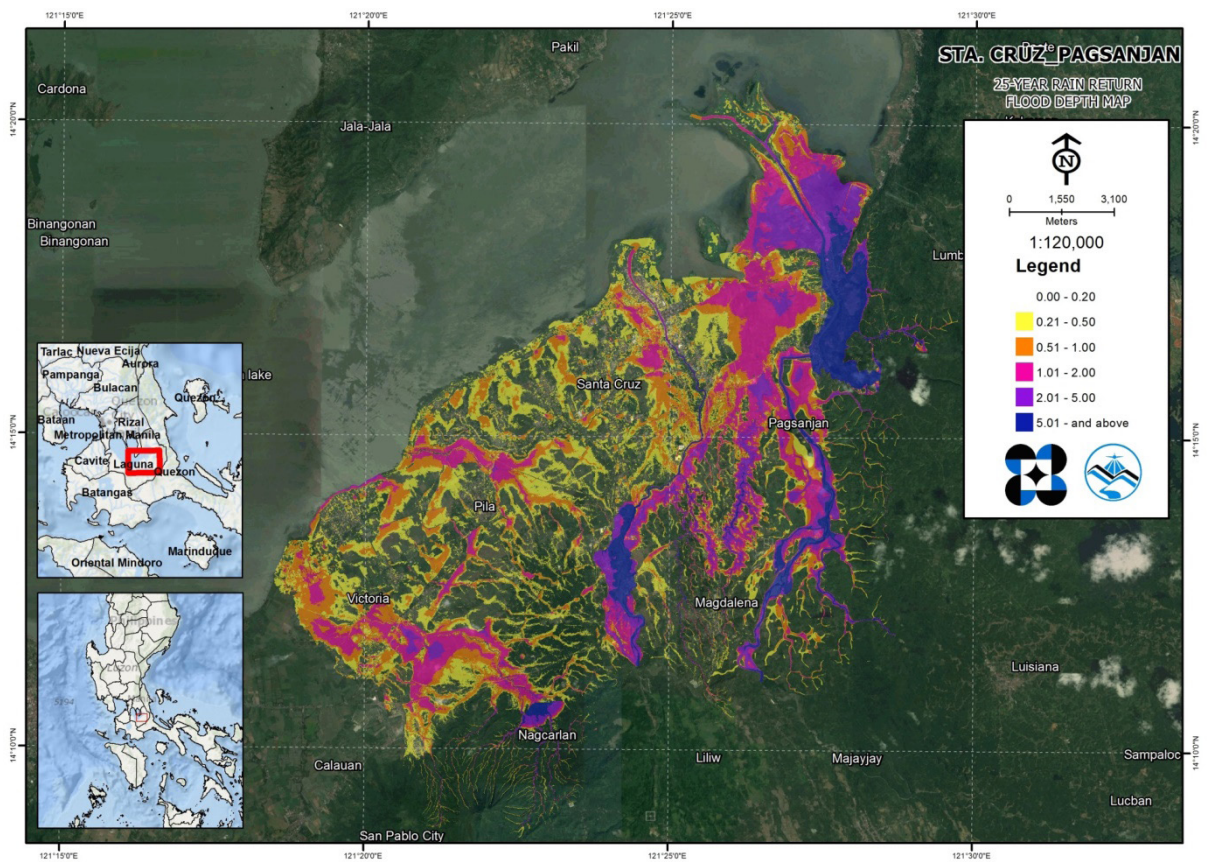 121°15'0"E
121°20'0"E
121°25'0"E
121°30'0"E
STA. CRUZ_PAGSANJAN
25-YEAR RAIN RETURN
FLOOD DEPTH MAP
N
0 1,550 3,100
Meters
1:120,000
Legend
0.00 - 0.20
0.21 - 0.50
0.51 - 1.00
1.01 - 2.00
2.01 - 5.00
5.01 - and above
Pakil
Cardona
Jala-Jala
14°20'0"N
14°20'0"N
Binangonan
Binangonan
Lumb
lake
Santa Cruz
Pagsanjan
14°15'0"N
14°15'0"N
Pila
Victoria
Magdalena
Luisiana
Nagcarlan
14°10'0"N
14°10'0"N
Calauan
Liliw
Majayjay
Sampaloc
Lucban
San Pablo City
Tarlac
Nueva Ecija
Aurora
Pampanga
Bulacan
Quezon
Bataan
Rizal
Metropolitan Manila
Cavite
Laguna
Quezon
Batangas
Marinduque
Oriental Mindoro
Philippines
Luzon
121°15'0"E
121°20'0"E
121°25'0"E
121°30'0"E